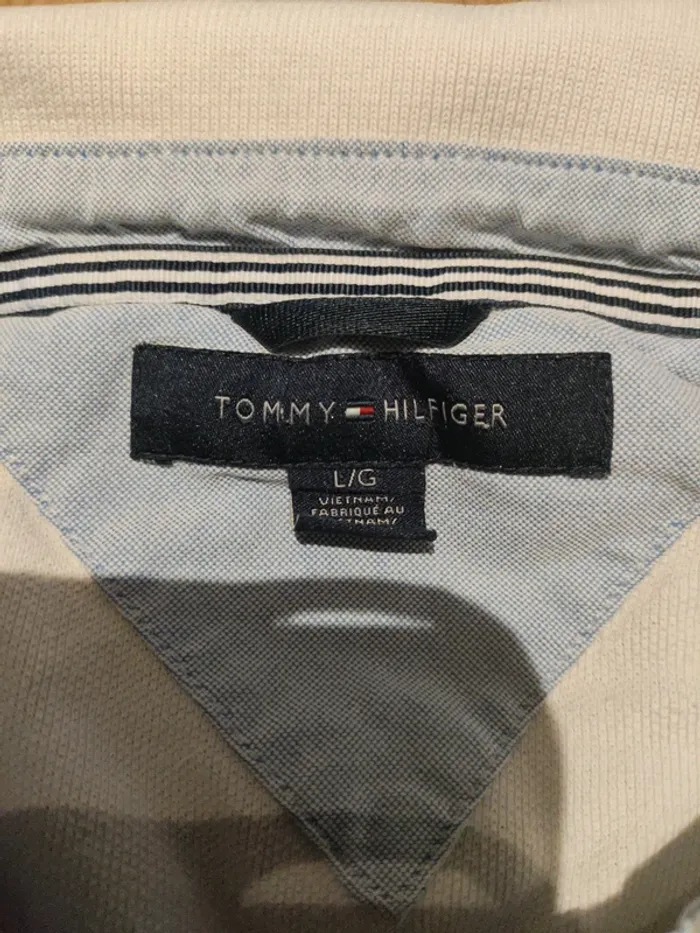 TOMMY HILFIGER
L/G
VIETNAM/
FABRIQUÉ AU